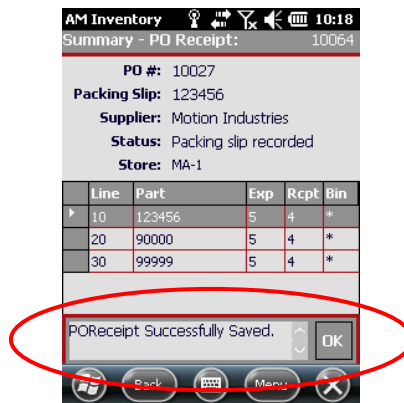 AM Inventory 10:18
Summary - PO Receipt: 10064
PO #: 10027
Packing Slip: 123456
Supplier: Motion Industries
Status: Packing slip recorded
Store: MA-1
Line Part Exp Rcpt Bin
10 123456 5 4 *
20 90000 5 4 *
30 99999 5 4 *
POReceipt Successfully Saved.
OK
Back Menu